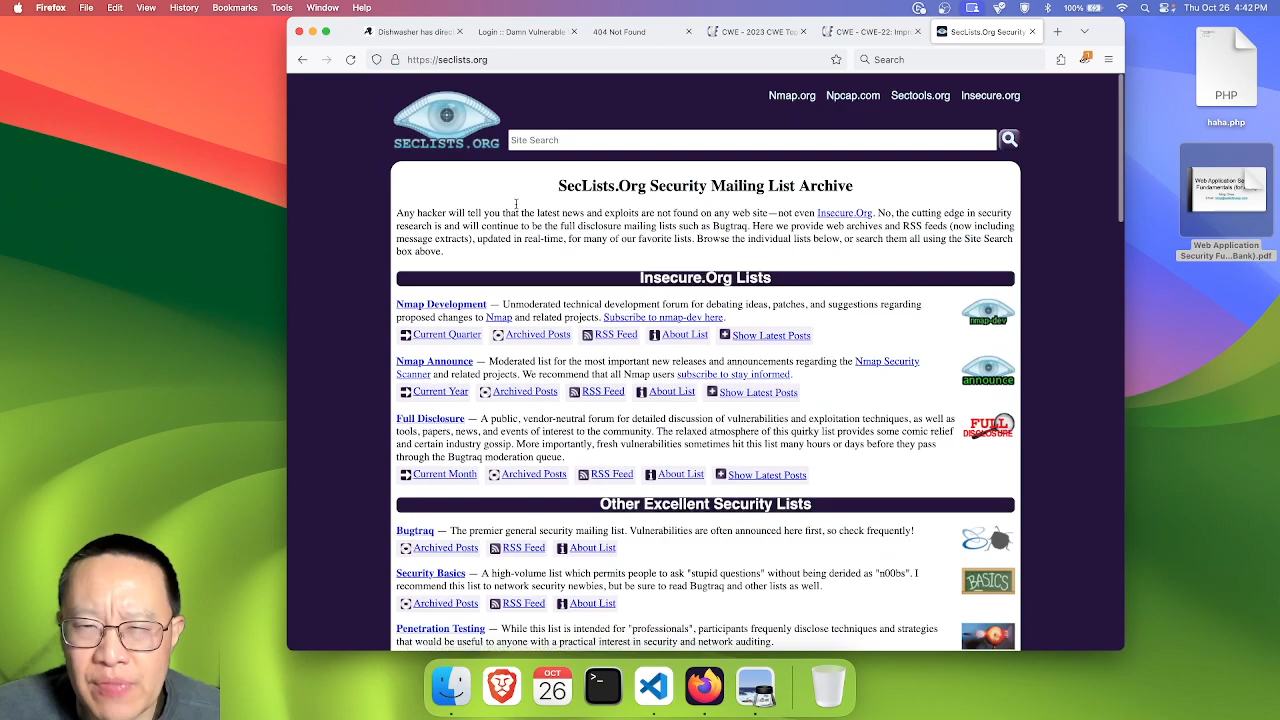 Firefox File Edit View History Bookmarks Tools Window Help 100% Thu Oct 26 4:42 PM
Dishwasher has direc Login :: Damn Vulnerable 404 Not Found CWE - 2023 CWE Top CWE - CWE-22: Impr SecLists.Org Security
https://seclists.org Search 1
Nmap.org Npcap.com Sectools.org Insecure.org
SECLISTS.ORG Site Search
SecLists.Org Security Mailing List Archive
Any hacker will tell you that the latest news and exploits are not found on any web site—not even Insecure.Org. No, the cutting edge in security
research is and will continue to be the full disclosure mailing lists such as Bugtraq. Here we provide web archives and RSS feeds (now including
message extracts), updated in real-time, for many of our favorite lists. Browse the individual lists below, or search them all using the Site Search
box above.
Insecure.Org Lists
Nmap Development — Unmoderated technical development forum for debating ideas, patches, and suggestions regarding
proposed changes to Nmap and related projects. Subscribe to nmap-dev here.
nmap-dev
Current Quarter Archived Posts RSS Feed About List Show Latest Posts
Nmap Announce — Moderated list for the most important new releases and announcements regarding the Nmap Security
Scanner and related projects. We recommend that all Nmap users subscribe to stay informed.
announce
Current Year Archived Posts RSS Feed About List Show Latest Posts
Full Disclosure — A public, vendor-neutral forum for detailed discussion of vulnerabilities and exploitation techniques, as well as
tools, papers, news, and events of interest to the community. The relaxed atmosphere of this quirky list provides some comic relief
and certain industry gossip. More importantly, fresh vulnerabilities sometimes hit this list many hours or days before they pass
through the Bugtraq moderation queue.
FULL
DISCLOSURE
Current Month Archived Posts RSS Feed About List Show Latest Posts
Other Excellent Security Lists
Bugtraq — The premier general security mailing list. Vulnerabilities are often announced here first, so check frequently!
Archived Posts RSS Feed About List
Security Basics — A high-volume list which permits people to ask "stupid questions" without being derided as "n00bs". I
recommend this list to network security newbies, but be sure to read Bugtraq and other lists as well.
BASICS
Archived Posts RSS Feed About List
Penetration Testing — While this list is intended for "professionals", participants frequently disclose techniques and strategies
that would be useful to anyone with a practical interest in security and network auditing.
PHP
haha.php
Web Application Se
Fundamentals (for
Web Application
Security Fu...Bank).pdf
OCT
26